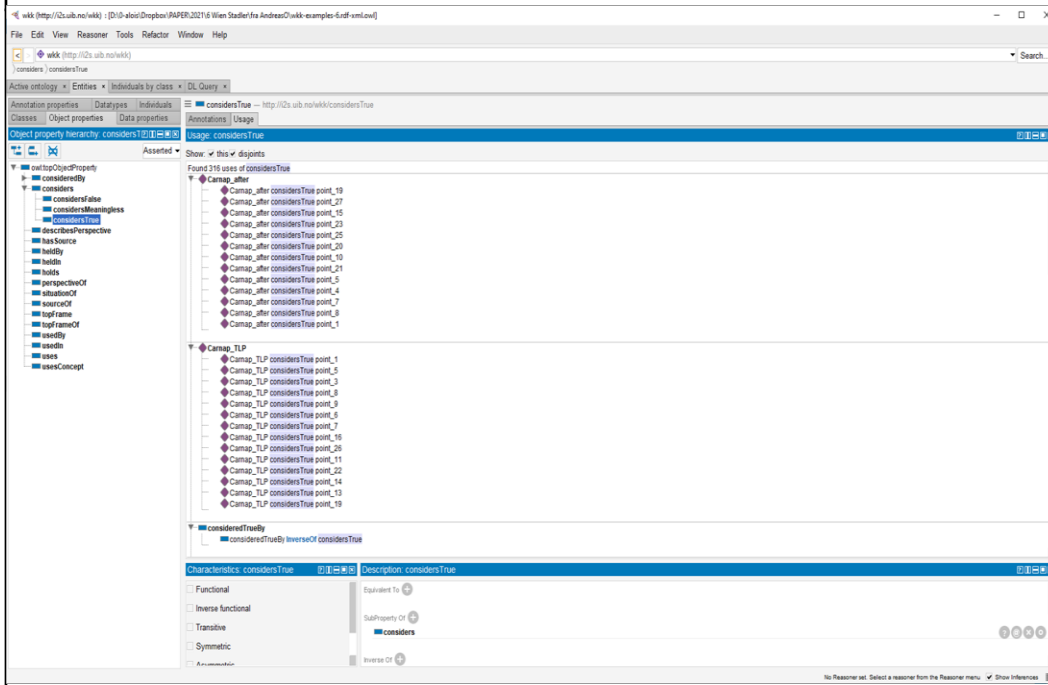 wkk (http://i2s.uib.no/wkk) : [D:\0-alois\Dropbox\PAPER\2021\6 Wien Stadler\fra AndreasO\wkk-examples-6.rdf-xml.owl]
File Edit View Reasoner Tools Refactor Window Help
< > wkk (http://i2s.uib.no/wkk) Search...
considers considersTrue
Active ontology × Entities × Individuals by class × DL Query ×
Annotation properties Datatypes Individuals
Classes Object properties Data properties
considersTrue — http://i2s.uib.no/wkk/considersTrue
Annotations Usage
Object property hierarchy: considersT
Asserted
owl:topObjectProperty
consideredBy
considers
considersFalse
considersMeaningless
considersTrue
describesPerspective
hasSource
heldBy
heldIn
holds
perspectiveOf
situationOf
sourceOf
topFrame
topFrameOf
usedBy
usedIn
uses
usesConcept
Usage: considersTrue
Show: ✔ this ✔ disjoints
Found 316 uses of considersTrue
Carnap_after
Carnap_after considersTrue point_19
Carnap_after considersTrue point_27
Carnap_after considersTrue point_15
Carnap_after considersTrue point_23
Carnap_after considersTrue point_25
Carnap_after considersTrue point_20
Carnap_after considersTrue point_10
Carnap_after considersTrue point_21
Carnap_after considersTrue point_5
Carnap_after considersTrue point_4
Carnap_after considersTrue point_7
Carnap_after considersTrue point_8
Carnap_after considersTrue point_1
Carnap_TLP
Carnap_TLP considersTrue point_1
Carnap_TLP considersTrue point_5
Carnap_TLP considersTrue point_3
Carnap_TLP considersTrue point_8
Carnap_TLP considersTrue point_9
Carnap_TLP considersTrue point_6
Carnap_TLP considersTrue point_7
Carnap_TLP considersTrue point_16
Carnap_TLP considersTrue point_26
Carnap_TLP considersTrue point_11
Carnap_TLP considersTrue point_22
Carnap_TLP considersTrue point_14
Carnap_TLP considersTrue point_13
Carnap_TLP considersTrue point_19
consideredTrueBy
consideredTrueBy InverseOf considersTrue
Characteristics: considersTrue
Functional
Inverse functional
Transitive
Symmetric
Asymmetric
Description: considersTrue
Equivalent To
SubProperty Of
considers
Inverse Of
No Reasoner set. Select a reasoner from the Reasoner menu ✔ Show Inferences